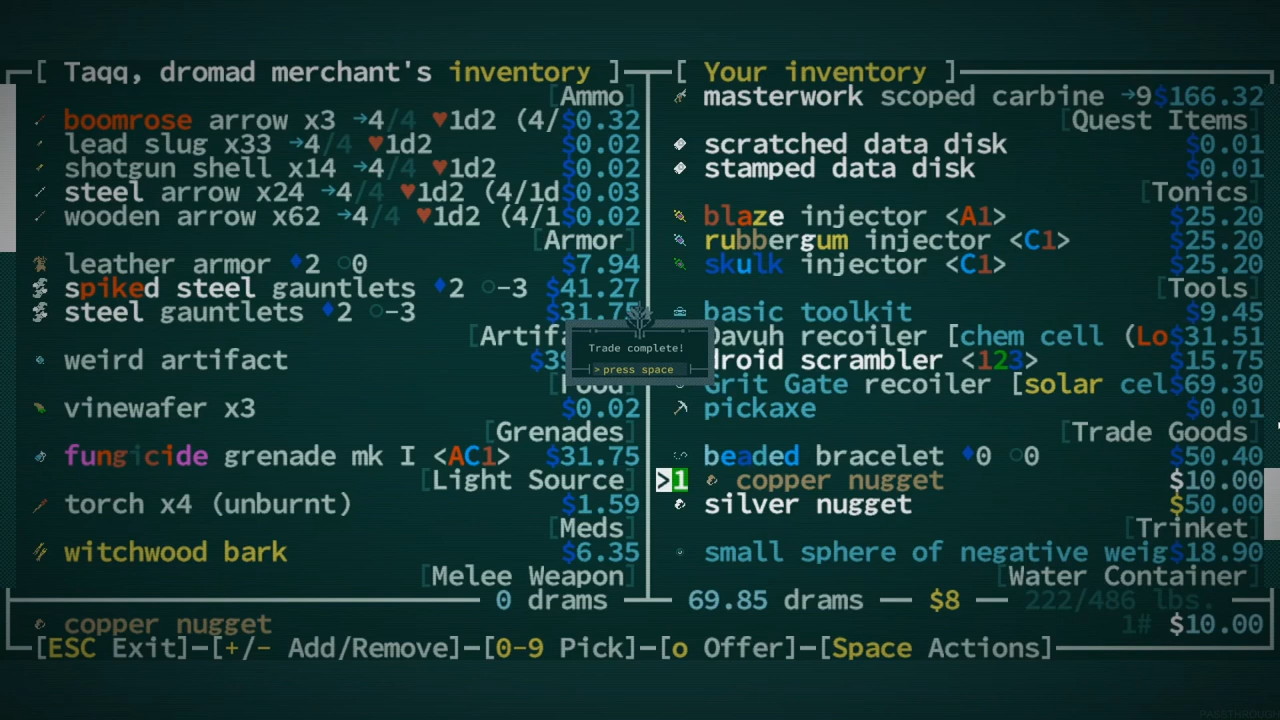 [ Taqq, dromad merchant's inventory ]
[Ammo]
boomrose arrow x3 →4/4 ♥1d2 (4/ $0.32
lead slug x33 →4/4 ♥1d2 $0.02
shotgun shell x14 →4/4 ♥1d2 $0.02
steel arrow x24 →4/4 ♥1d2 (4/1d $0.03
wooden arrow x62 →4/4 ♥1d2 (4/1 $0.02
[Armor]
leather armor ♦2 ○0 $7.94
spiked steel gauntlets ♦2 ○-3 $41.27
steel gauntlets ♦2 ○-3 $31.75
[Artifa
weird artifact $39
[Food
vinewafer x3 $0.02
[Grenades]
fungicide grenade mk I <AC1> $31.75
[Light Source]
torch x4 (unburnt) $1.59
[Meds]
witchwood bark $6.35
[Melee Weapon]
0 drams
copper nugget
[ Your inventory ]
masterwork scoped carbine →9 $166.32
[Quest Items]
scratched data disk $0.01
stamped data disk $0.01
[Tonics]
blaze injector <A1> $25.20
rubbergum injector <C1> $25.20
skulk injector <C1> $25.20
[Tools]
basic toolkit $9.45
Davuh recoiler [chem cell (Lo $31.51
droid scrambler <123> $15.75
Grit Gate recoiler [solar cel $69.30
pickaxe $0.01
[Trade Goods]
beaded bracelet ♦0 ○0 $50.40
>1 copper nugget $10.00
silver nugget $50.00
[Trinket]
small sphere of negative weig $18.90
[Water Container]
69.85 drams — $8 — 222/486 lbs.
1# $10.00
Trade complete!
> press space
[ESC Exit]—[+/- Add/Remove]—[0-9 Pick]—[o Offer]—[Space Actions]